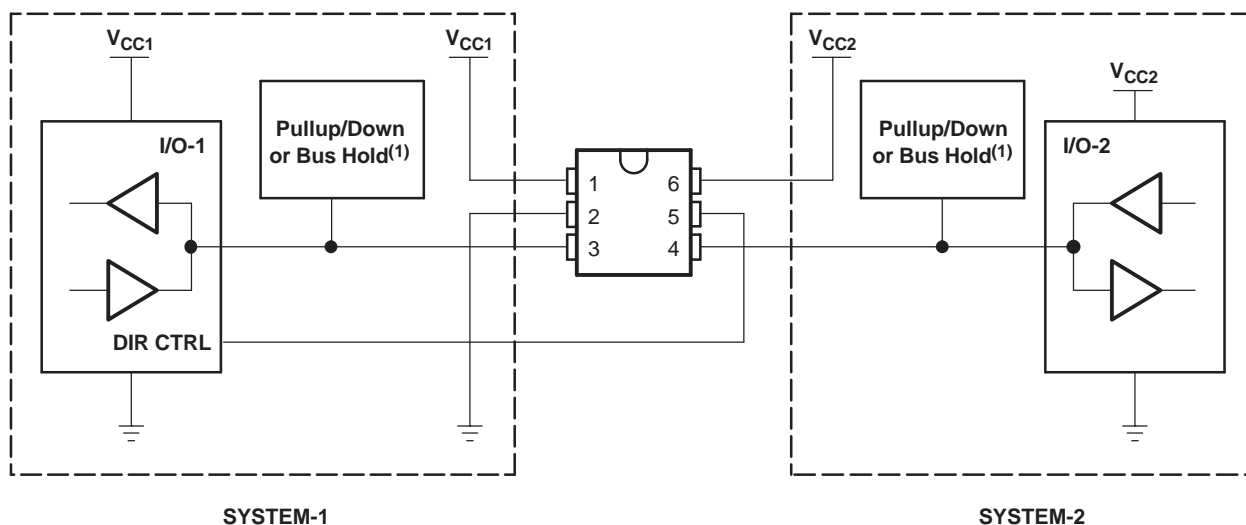 VCC1
VCC1
VCC2
VCC2
I/O-1
Pullup/Down
or Bus Hold(1)
Pullup/Down
or Bus Hold(1)
I/O-2
1
6
2
5
3
4
DIR CTRL
SYSTEM-1
SYSTEM-2